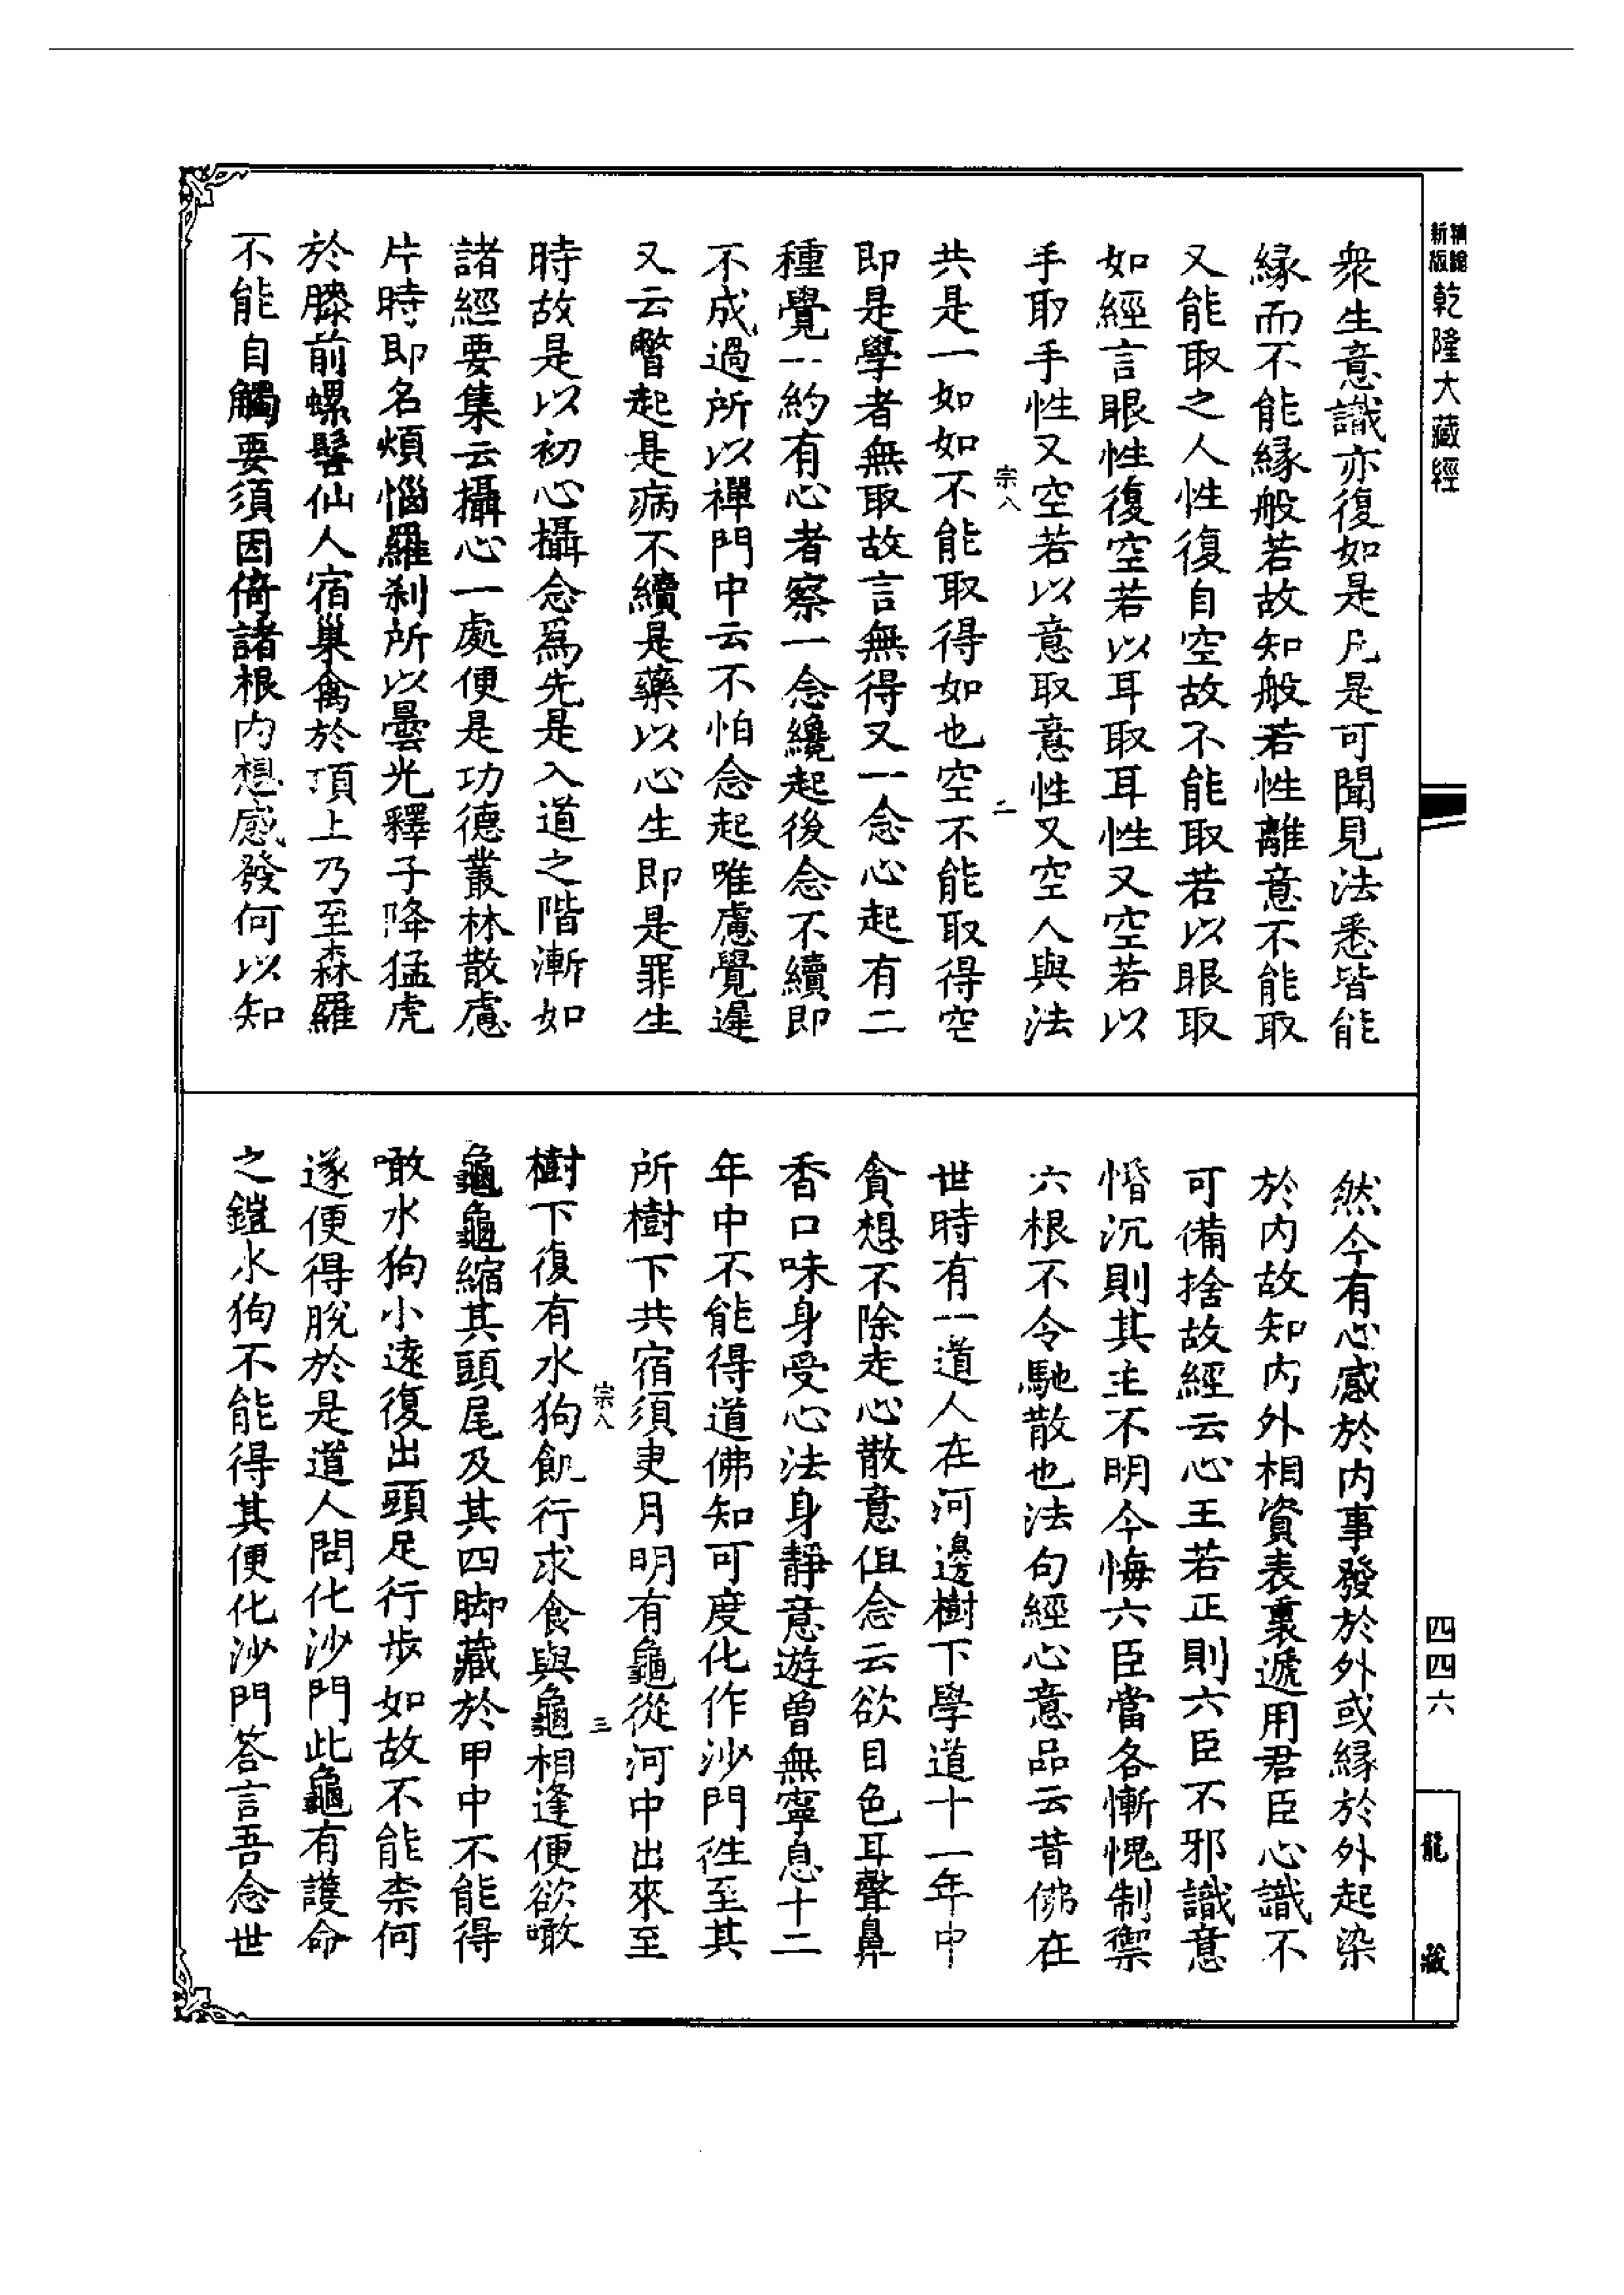 精縮新版乾隆大藏經
衆生意識亦復如是凡是可聞見法悉皆能
緣而不能緣般若故知般若性離意不能取
又能取之人性復自空故不能取若以眼取
如經言眼性復空若以耳取耳性又空若以
手取手性又空若以意取意性又空人與法
宗八 二
共是一如如不能取得如也空不能取得空
即是學者無取故言無得又一念心起有二
種覺一約有心者察一念纔起後念不續即
不成過所以禪門中云不怕念起唯慮覺遲
又云瞥起是病不續是藥以心生即是罪生
時故是以初心攝念爲先是入道之階漸如
諸經要集云攝心一處便是功德叢林散慮
片時即名煩惱羅刹所以曇光釋子降猛虎
於膝前螺髻仙人宿巢禽於頂上乃至森羅
不能自觸要須因倚諸根内想感發何以知
然今有心感於内事發於外或緣於外起染
於内故知内外相資表裏遞用君臣心識不
可備捨故經云心王若正則六臣不邪識意
惛沉則其主不明今悔六臣當各慚愧制禦
六根不令馳散也法句經心意品云昔佛在
世時有一道人在河邊樹下學道十二年中
貪想不除走心散意但念云欲目色耳聲鼻
香口味身受心法身靜意遊曾無寧息十二
年中不能得道佛知可度化作沙門往至其
所樹下共宿須吏月明有龜從河中出來至
宗八 三
樹下復有水狗飢行求食與龜相逢便欲噉
龜龜縮其頭尾及其四脚藏於甲中不能得
噉水狗小遠復出頭足行步如故不能柰何
遂便得脫於是道人問化沙門此龜有護命
之鎧水狗不能得其便化沙門答言吾念世
四四六
龍藏